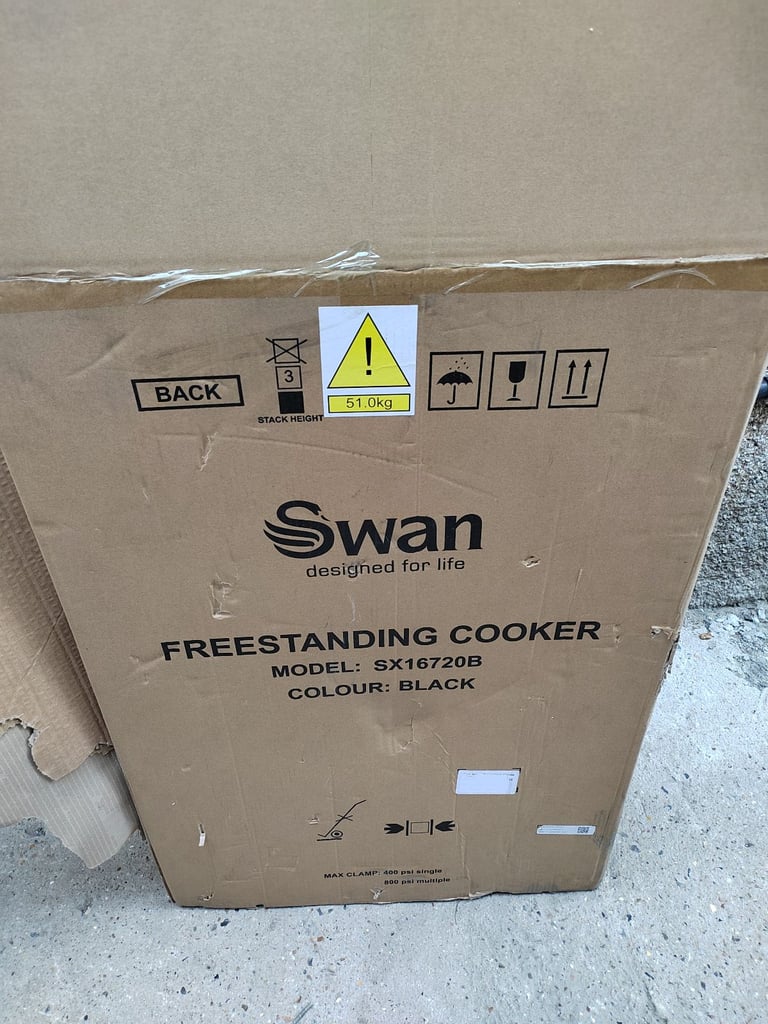 BACK
3
STACK HEIGHT
!
51.0kg
Swan
designed for life
FREESTANDING COOKER
MODEL: SX16720B
COLOUR: BLACK
MAX CLAMP: 400 psi single
800 psi multiple